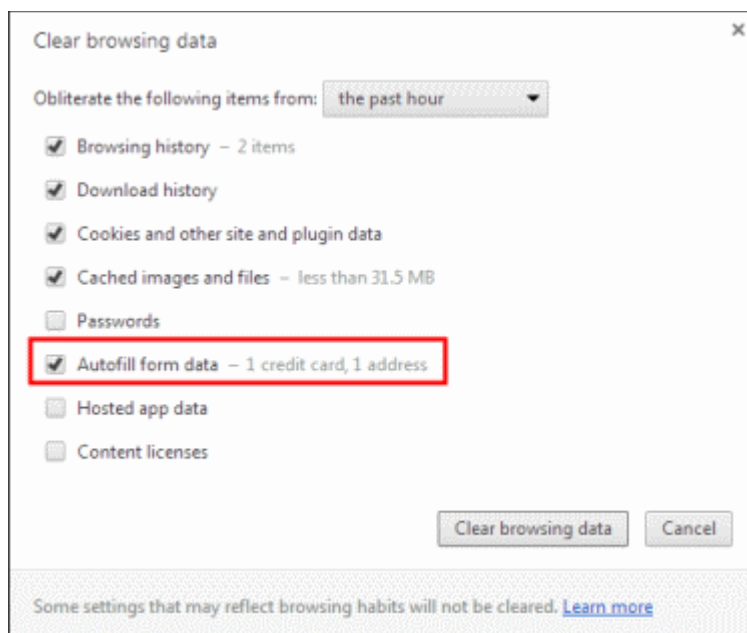 Clear browsing data
Obliterate the following items from: the past hour
Browsing history – 2 items
Download history
Cookies and other site and plugin data
Cached images and files – less than 31.5 MB
Passwords
Autofill form data – 1 credit card, 1 address
Hosted app data
Content licenses
Clear browsing data Cancel
Some settings that may reflect browsing habits will not be cleared. Learn more